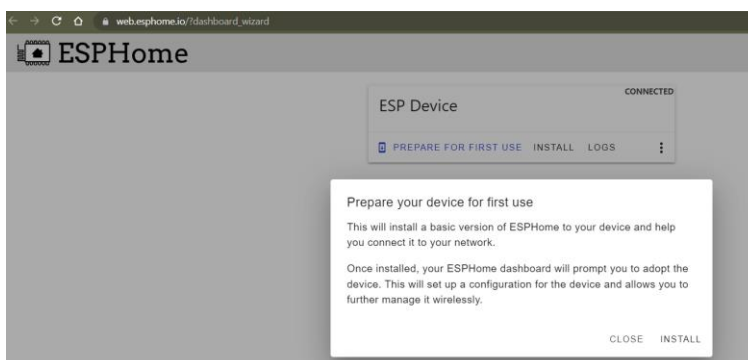 web.esphome.io/?dashboard_wizard
ESPHome
CONNECTED
ESP Device
PREPARE FOR FIRST USE INSTALL LOGS
Prepare your device for first use
This will install a basic version of ESPHome to your device and help
you connect it to your network.
Once installed, your ESPHome dashboard will prompt you to adopt the
device. This will set up a configuration for the device and allows you to
further manage it wirelessly.
CLOSE INSTALL